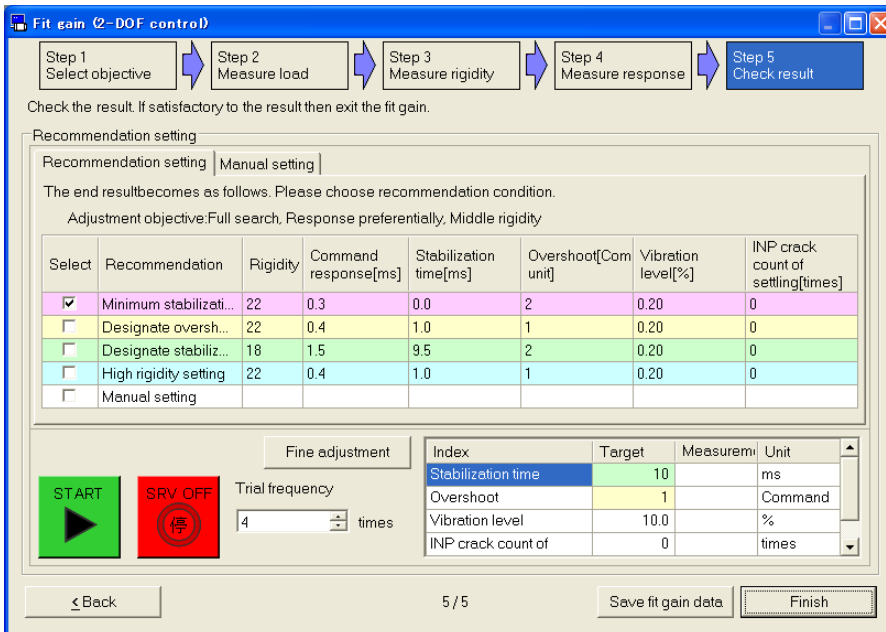 Fit gain (2-DOF control)
Step 1
Select objective
Step 2
Measure load
Step 3
Measure rigidity
Step 4
Measure response
Step 5
Check result
Check the result. If satisfactory to the result then exit the fit gain.
Recommendation setting
Recommendation setting Manual setting
The end resultbecomes as follows. Please choose recommendation condition.
Adjustment objective:Full search, Response preferentially, Middle rigidity
Select Recommendation Rigidity Command response[ms] Stabilization time[ms] Overshoot[Com unit] Vibration level[%] INP crack count of settling[times]
Minimum stabilizati... 22 0.3 0.0 2 0.20 0
Designate oversh... 22 0.4 1.0 1 0.20 0
Designate stabiliz... 18 1.5 9.5 2 0.20 0
High rigidity setting 22 0.4 1.0 1 0.20 0
Manual setting
START
SRV OFF
停
Fine adjustment
Trial frequency
4 times
Index Target Measurem Unit
Stabilization time 10 ms
Overshoot 1 Command
Vibration level 10.0 %
INP crack count of 0 times
< Back
5 / 5
Save fit gain data
Finish